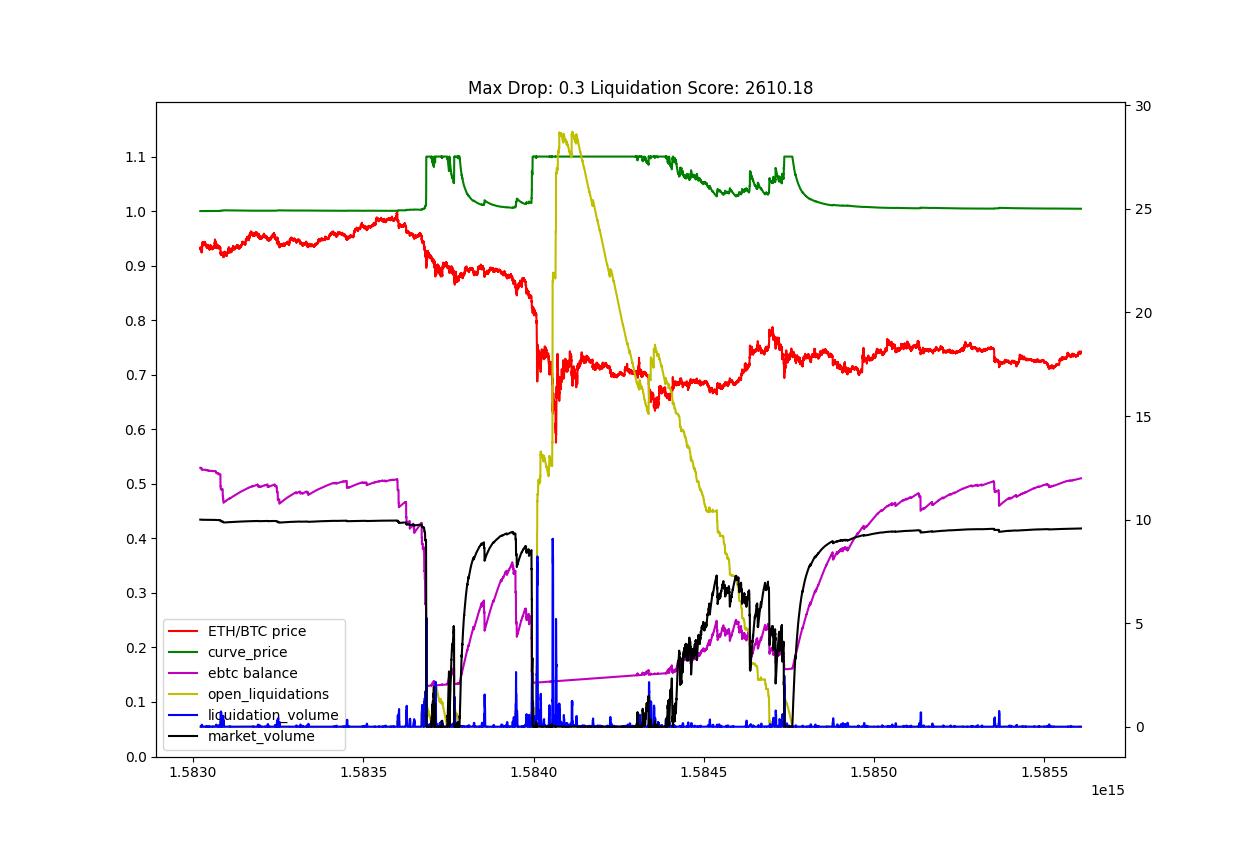 Max Drop: 0.3 Liquidation Score: 2610.18
1.1
1.0
0.9
0.8
0.7
0.6
0.5
0.4
0.3
0.2
0.1
0.0
30
25
20
15
10
5
0
ETH/BTC price
curve_price
ebtc balance
open_liquidations
liquidation_volume
market_volume
1.5830 1.5835 1.5840 1.5845 1.5850 1.5855
1e15